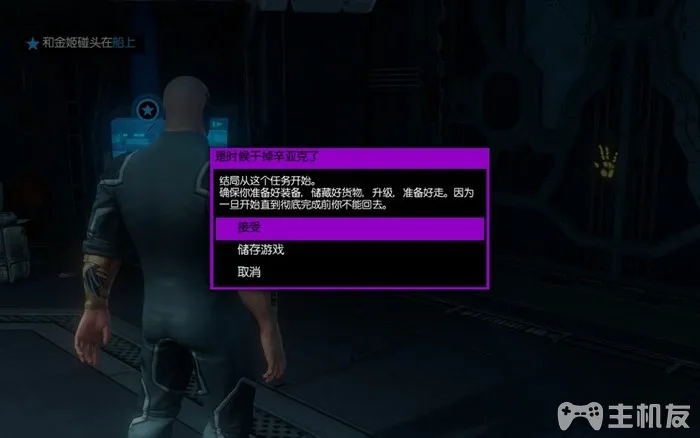 和金姬碰头在船上
是时候干掉辛亚克了
结局从这个任务开始。
确保你准备好装备，储藏好货物，升级，准备好走。因为
一旦开始直到彻底完成前你不能回去。
接受
储存游戏
取消
主机友